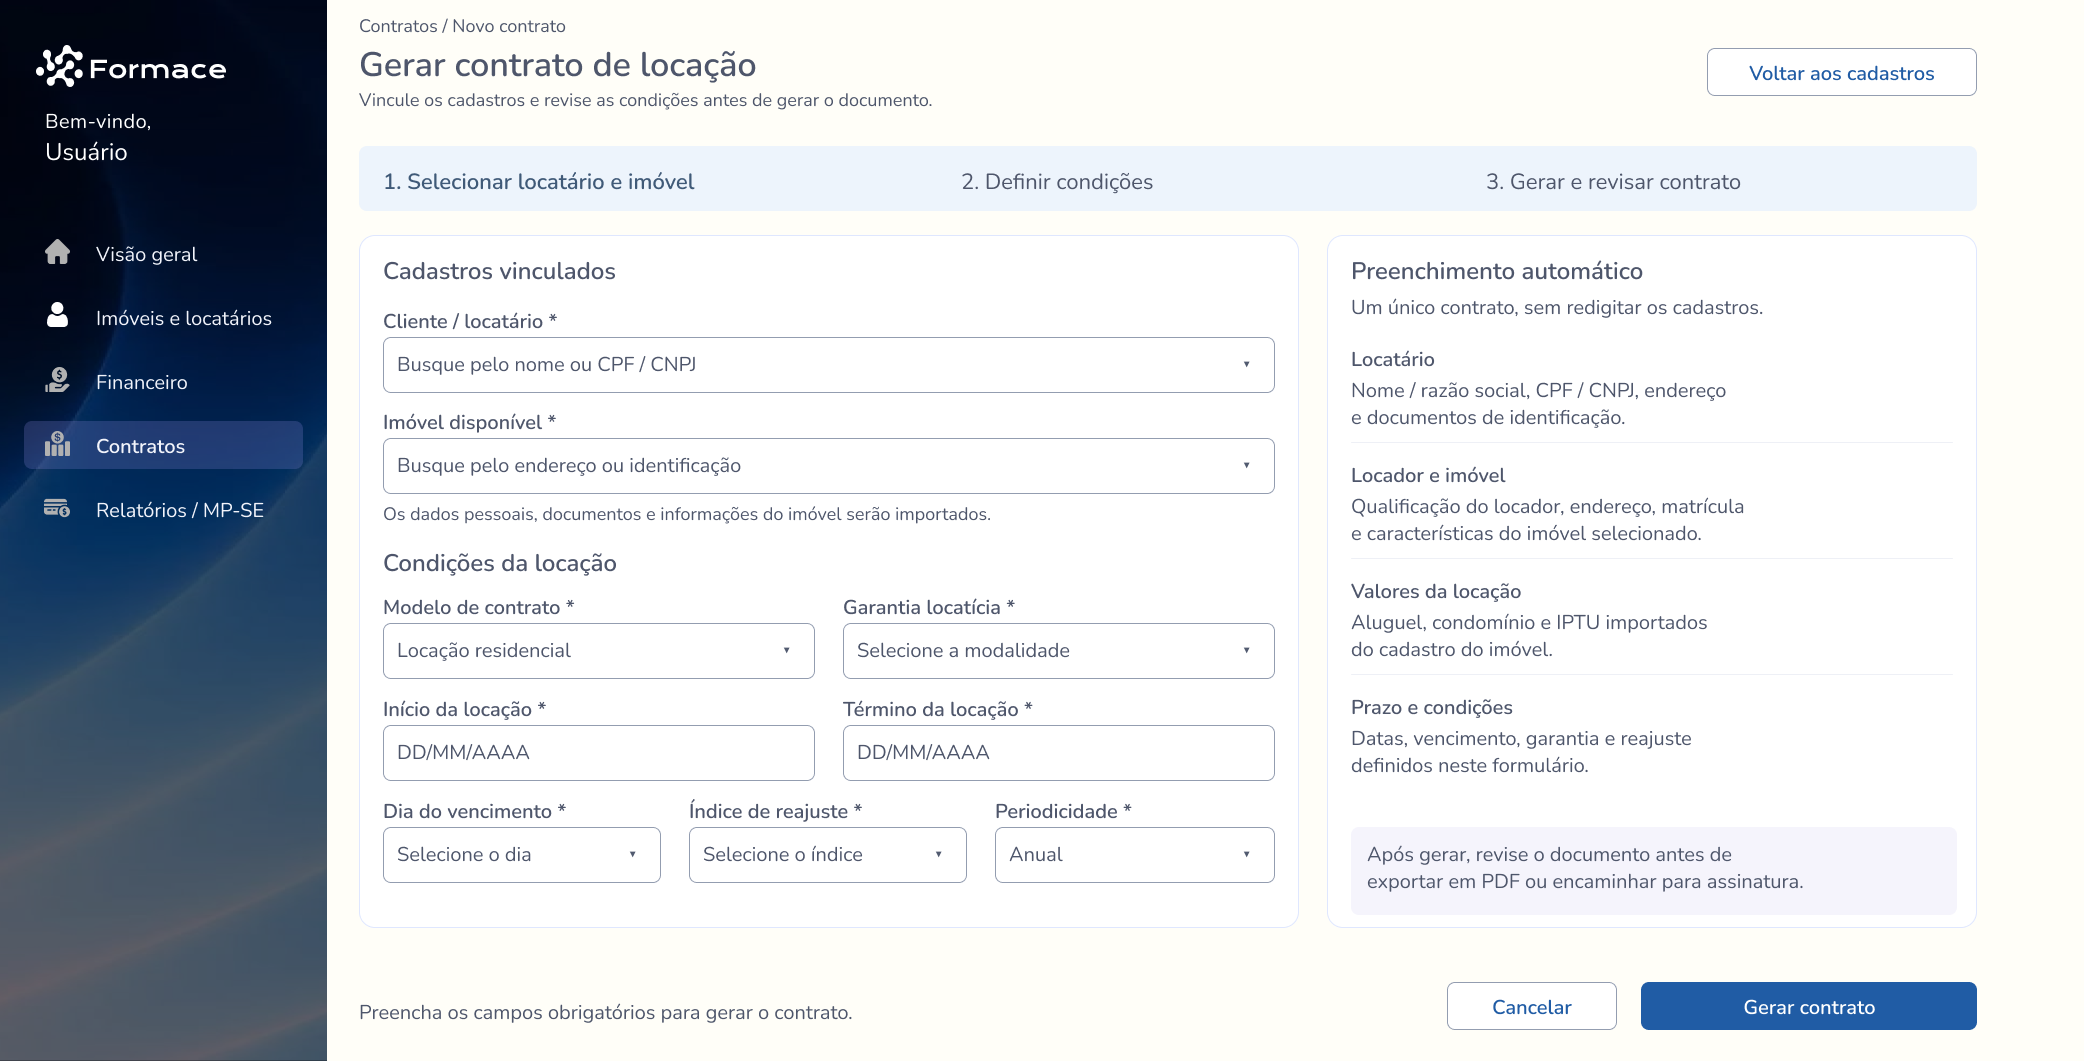 Formace
Bem-vindo,
Usuário
Visão geral
Imóveis e locatários
Financeiro
Contratos
Relatórios / MP-SE
Contratos / Novo contrato
Gerar contrato de locação
Vincule os cadastros e revise as condições antes de gerar o documento.
Voltar aos cadastros
1. Selecionar locatário e imóvel
2. Definir condições
3. Gerar e revisar contrato
Cadastros vinculados
Cliente / locatário *
Busque pelo nome ou CPF / CNPJ
Imóvel disponível *
Busque pelo endereço ou identificação
Os dados pessoais, documentos e informações do imóvel serão importados.
Condições da locação
Modelo de contrato *
Garantia locatícia *
Locação residencial
Selecione a modalidade
Início da locação *
Término da locação *
DD/MM/AAAA
DD/MM/AAAA
Dia do vencimento *
Índice de reajuste *
Periodicidade *
Selecione o dia
Selecione o índice
Anual
Preenchimento automático
Um único contrato, sem redigitar os cadastros.
Locatário
Nome / razão social, CPF / CNPJ, endereço
e documentos de identificação.
Locador e imóvel
Qualificação do locador, endereço, matrícula
e características do imóvel selecionado.
Valores da locação
Aluguel, condomínio e IPTU importados
do cadastro do imóvel.
Prazo e condições
Datas, vencimento, garantia e reajuste
definidos neste formulário.
Após gerar, revise o documento antes de
exportar em PDF ou encaminhar para assinatura.
Preencha os campos obrigatórios para gerar o contrato.
Cancelar
Gerar contrato